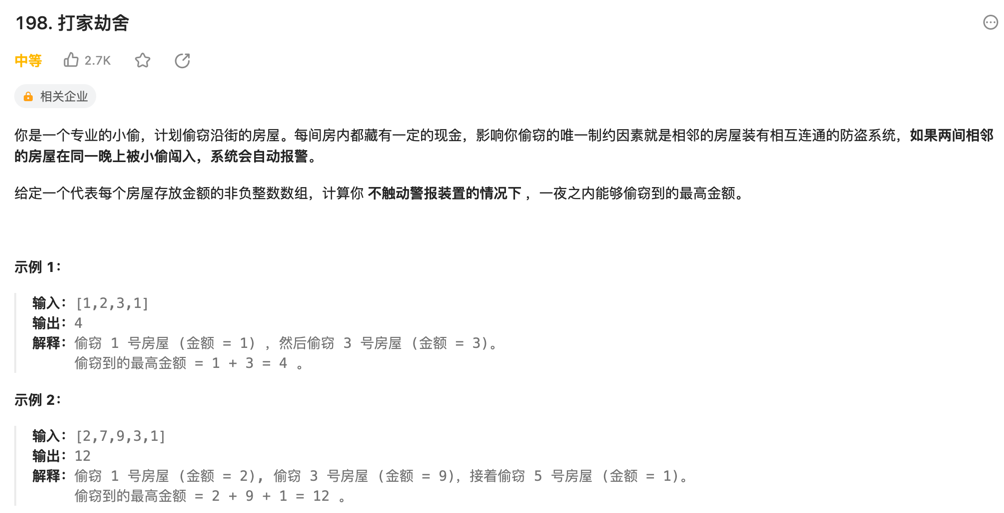 198. 打家劫舍
中等 2.7K
相关企业
你是一个专业的小偷，计划偷窃沿街的房屋。每间房内都藏有一定的现金，影响你偷窃的唯一制约因素就是相邻的房屋装有相互连通的防盗系统，如果两间相邻
的房屋在同一晚上被小偷闯入，系统会自动报警。
给定一个代表每个房屋存放金额的非负整数数组，计算你 不触动警报装置的情况下 ，一夜之内能够偷窃到的最高金额。
示例 1：
输入：[1,2,3,1]
输出：4
解释：偷窃 1 号房屋 (金额 = 1) ，然后偷窃 3 号房屋 (金额 = 3)。
偷窃到的最高金额 = 1 + 3 = 4 。
示例 2：
输入：[2,7,9,3,1]
输出：12
解释：偷窃 1 号房屋 (金额 = 2), 偷窃 3 号房屋 (金额 = 9)，接着偷窃 5 号房屋 (金额 = 1)。
偷窃到的最高金额 = 2 + 9 + 1 = 12 。